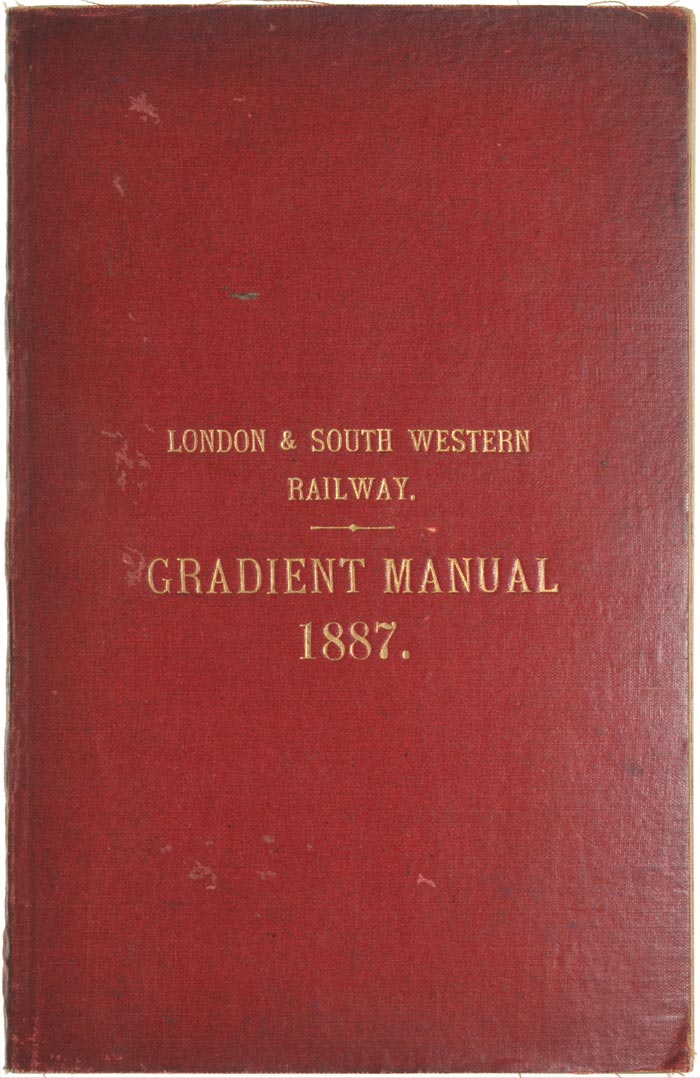 LONDON & SOUTH WESTERN
RAILWAY.
GRADIENT MANUAL
1887.